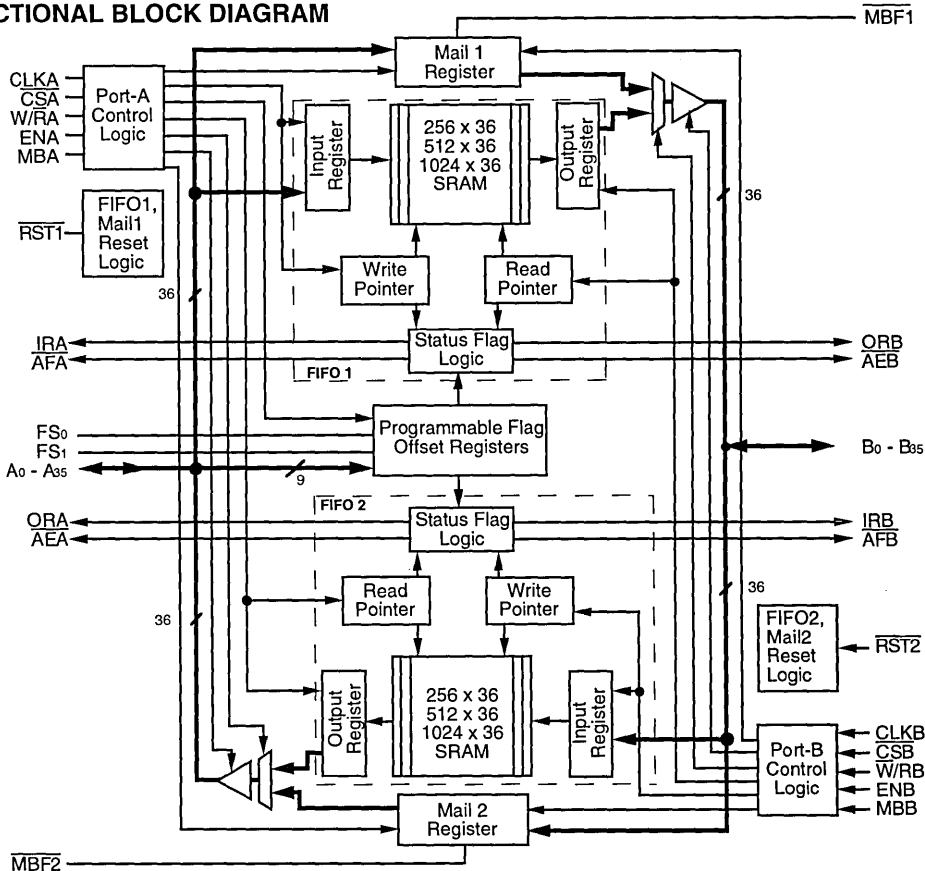 CTIONAL BLOCK DIAGRAM
MBF1
Mail 1
Register
CLKA
CSA
W/RA
ENA
MBA
Port-A
Control
Logic
Input
Register
256 x 36
512 x 36
1024 x 36
SRAM
Output
Register
36
RST1
FIFO1,
Mail1
Reset
Logic
Write
Pointer
Read
Pointer
36
IRA
AFA
Status Flag
Logic
ORB
AEB
FIFO 1
FS0
FS1
A0 - A35
Programmable Flag
Offset Registers
9
B0 - B35
FIFO 2
ORA
AEA
Status Flag
Logic
IRB
AFB
36
Read
Pointer
Write
Pointer
36
FIFO2,
Mail2
Reset
Logic
RST2
Output
Register
256 x 36
512 x 36
1024 x 36
SRAM
Input
Register
Port-B
Control
Logic
CLKB
CSB
W/RB
ENB
MBB
Mail 2
Register
MBF2